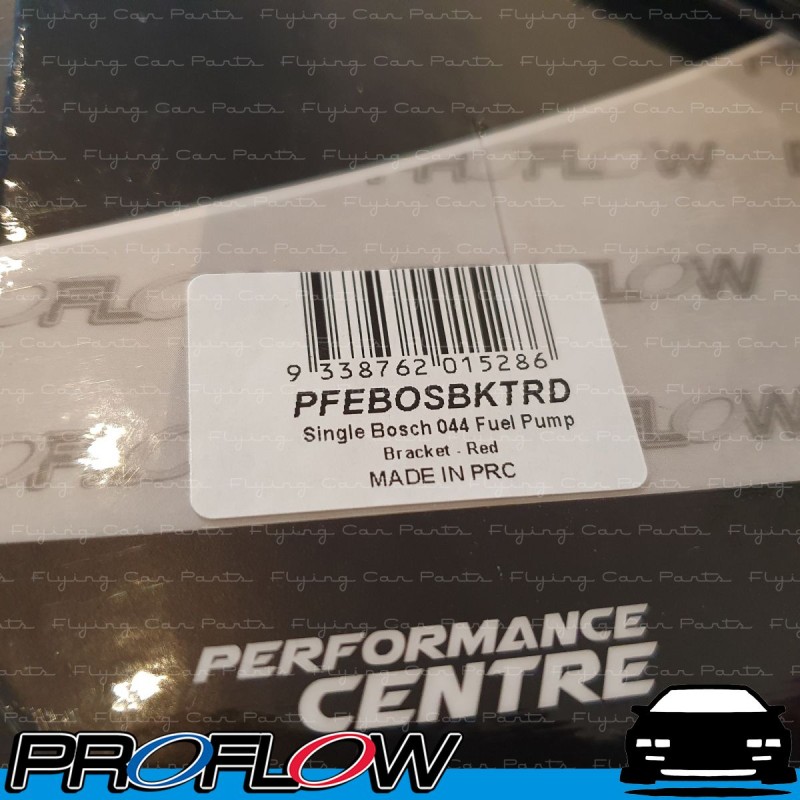 Flying Car Parts
PROFLOW
9 338762 015286
PFEBOSBKTRD
Single Bosch 044 Fuel Pump
Bracket - Red
MADE IN PRC
PERFORMANCE
CENTRE
PROFLOW